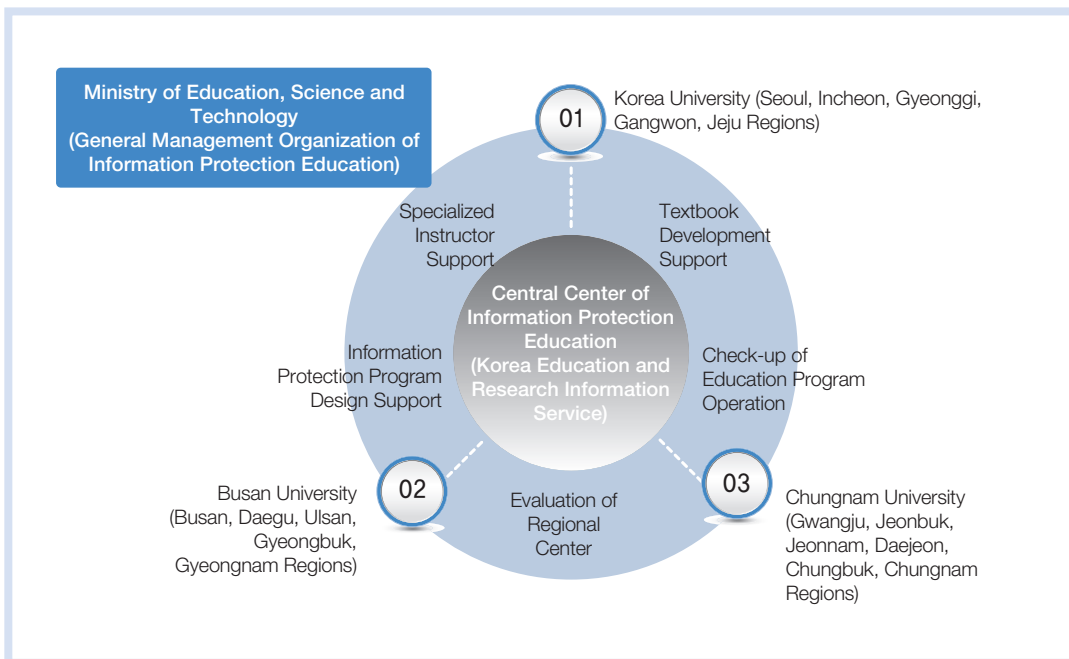 Ministry of Education, Science and
Technology
(General Management Organization of
Information Protection Education)
01
Korea University (Seoul, Incheon, Gyeonggi,
Gangwon, Jeju Regions)
Specialized
Instructor
Support
Textbook
Development
Support
Central Center of
Information Protection
Education
(Korea Education and
Research Information
Service)
Information
Protection Program
Design Support
Check-up of
Education Program
Operation
02
Busan University
(Busan, Daegu, Ulsan,
Gyeongbuk,
Gyeongnam Regions)
Evaluation of
Regional
Center
03
Chungnam University
(Gwangju, Jeonbuk,
Jeonnam, Daejeon,
Chungbuk, Chungnam
Regions)